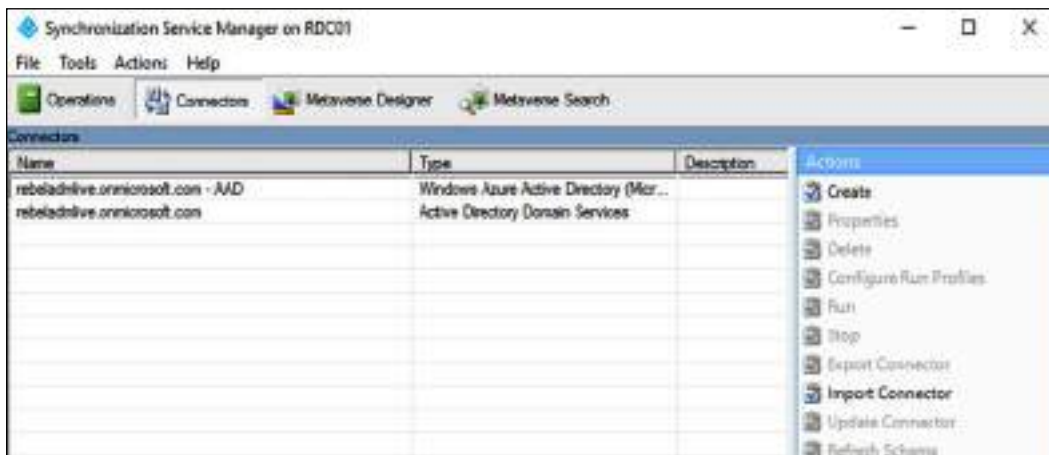 Synchronization Service Manager on RDC01
File Tools Actions Help
Operations Connectors Metaverse Designer Metaverse Search
Connectors
Name Type Description Actions
rebeladmlive.onmicrosoft.com - AAD Windows Azure Active Directory (Micr...
rebeladmlive.onmicrosoft.com Active Directory Domain Services
Create
Properties
Delete
Configure Run Profiles
Run
Stop
Export Connector
Import Connector
Update Connector
Refresh Schema